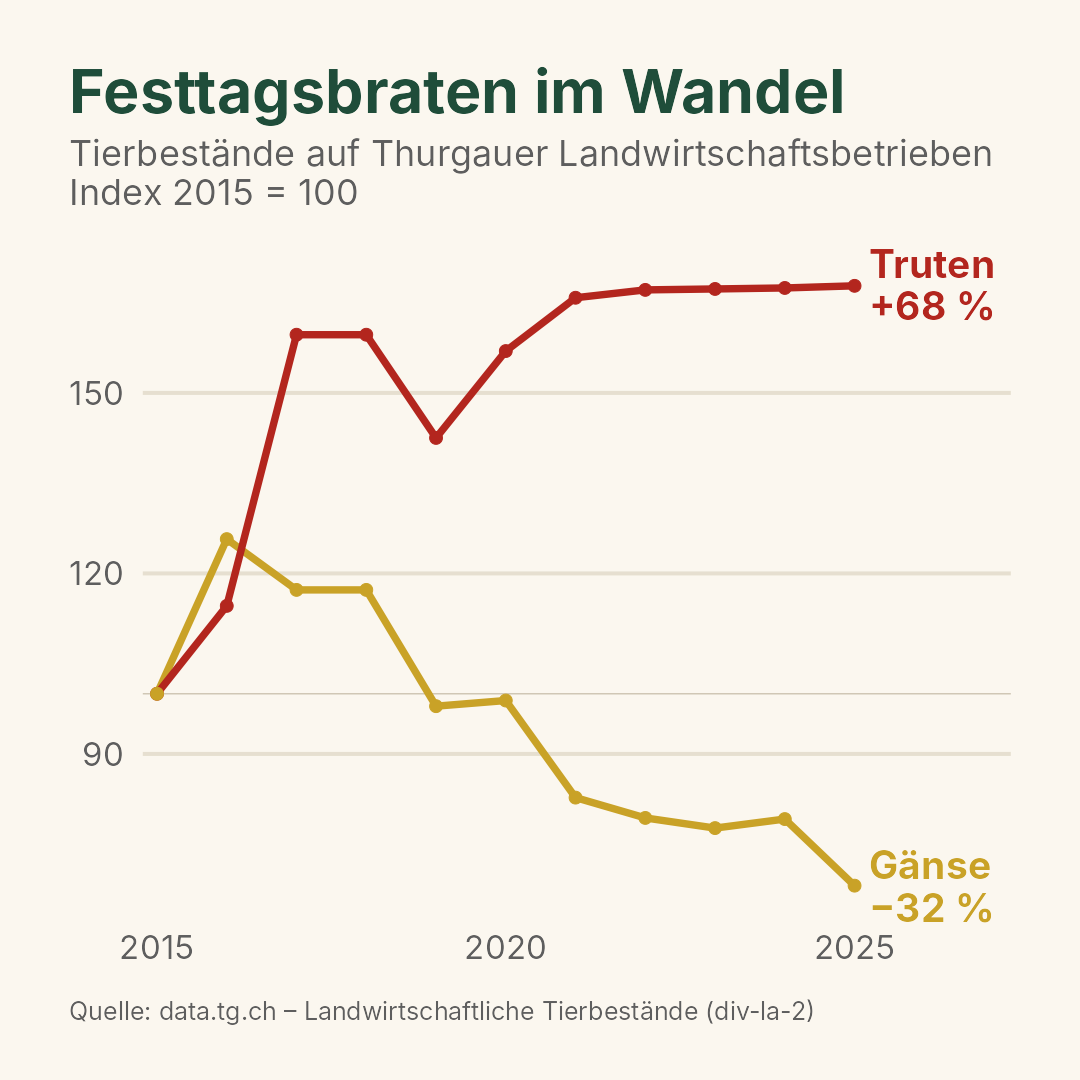 Festtagsbraten im Wandel
Tierbestände auf Thurgauer Landwirtschaftsbetrieben
Index 2015 = 100
Truten
+68 %
150
120
90
Gänse
−32 %
2015
2020
2025
Quelle: data.tg.ch – Landwirtschaftliche Tierbestände (div-la-2)